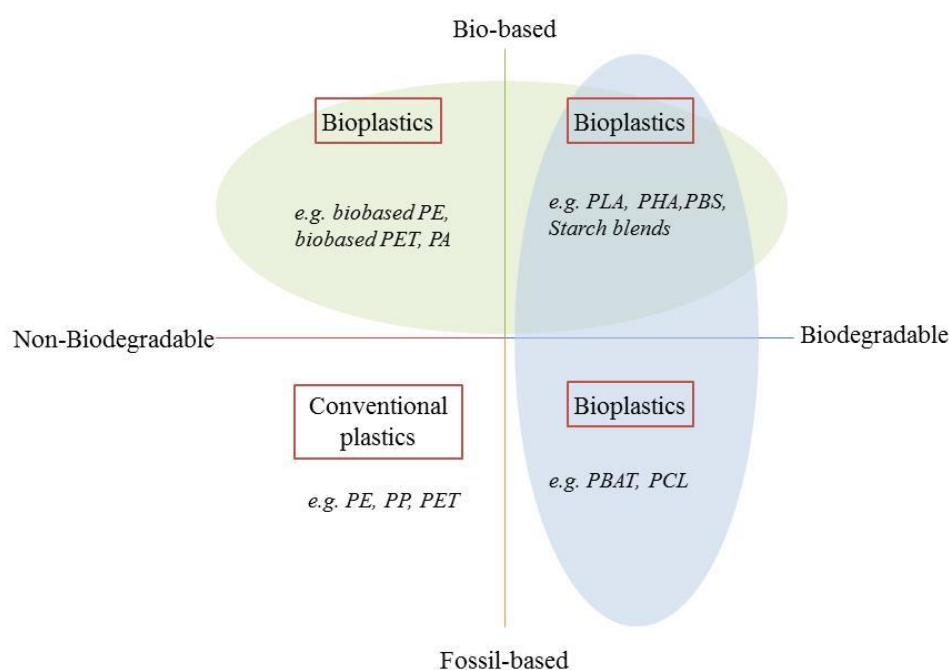 Bio-based
Bioplastics
Bioplastics
e.g. biobased PE,
biobased PET, PA
e.g. PLA, PHA,PBS,
Starch blends
Non-Biodegradable
Biodegradable
Conventional
plastics
Bioplastics
e.g. PE, PP, PET
e.g. PBAT, PCL
Fossil-based